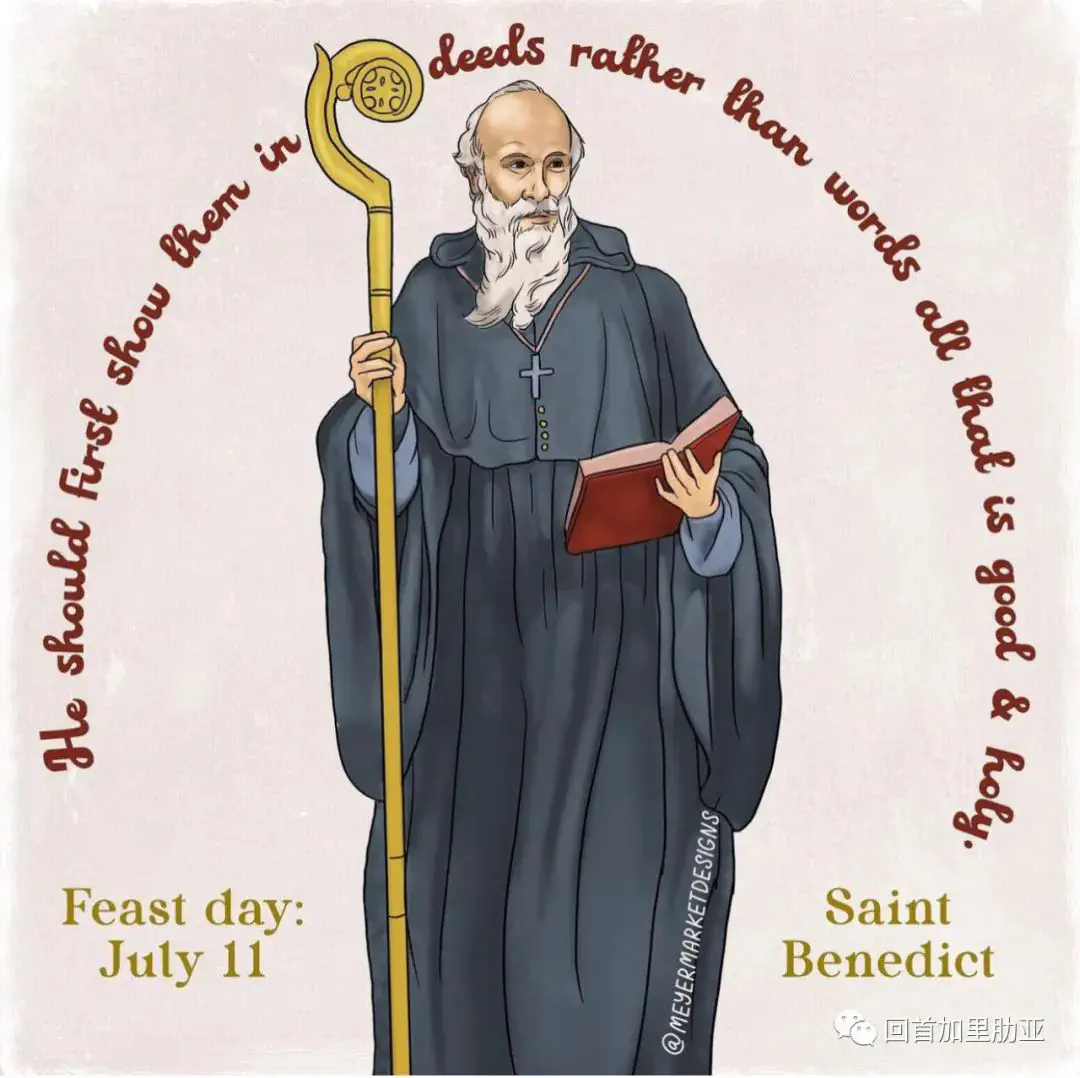 He should first show them in deeds rather than words all that is good & holy.
Feast day:
July 11
Saint
Benedict
@MEYERMARKETDESIGNS
回首加里肋亚